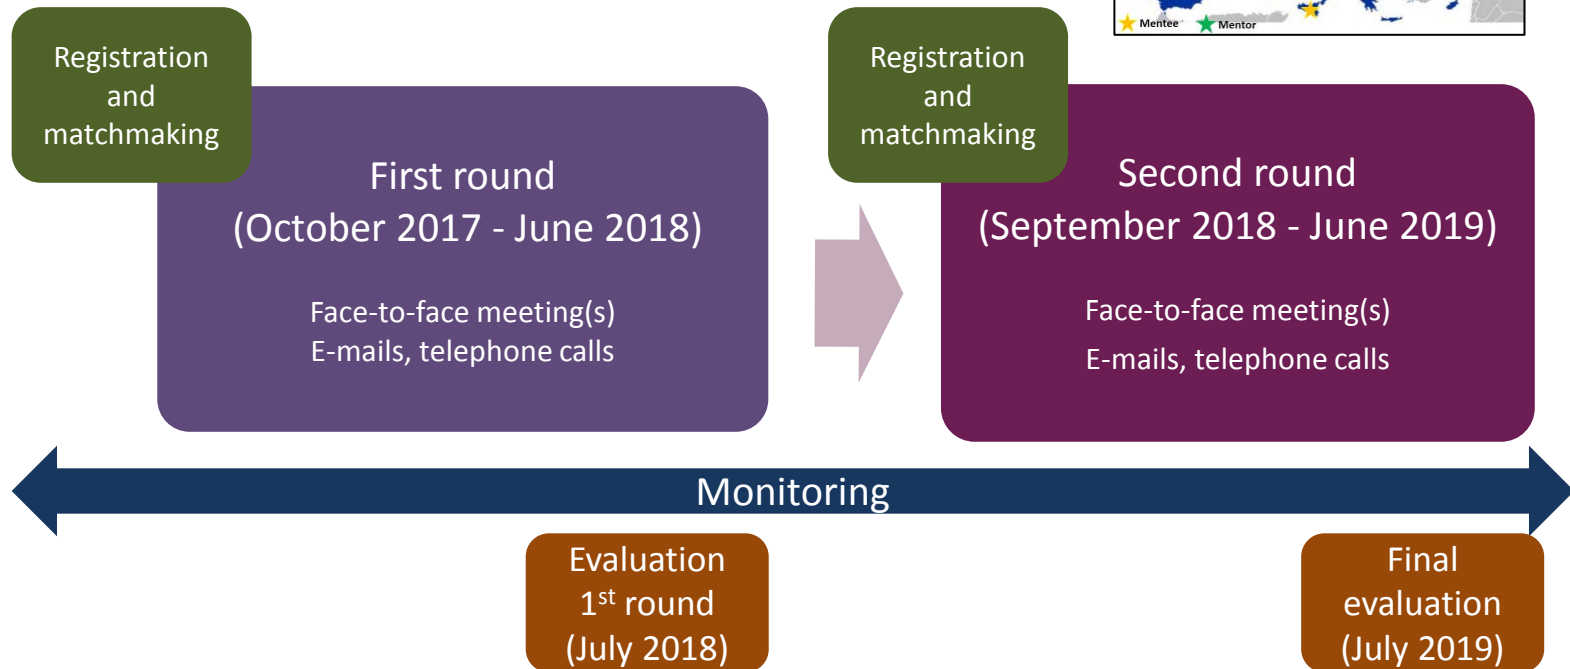 Mentee
Mentor
Registration
and
matchmaking
First round
(October 2017 - June 2018)
Face-to-face meeting(s)
E-mails, telephone calls
Registration
and
matchmaking
Second round
(September 2018 - June 2019)
Face-to-face meeting(s)
E-mails, telephone calls
Monitoring
Evaluation
1st round
(July 2018)
Final
evaluation
(July 2019)